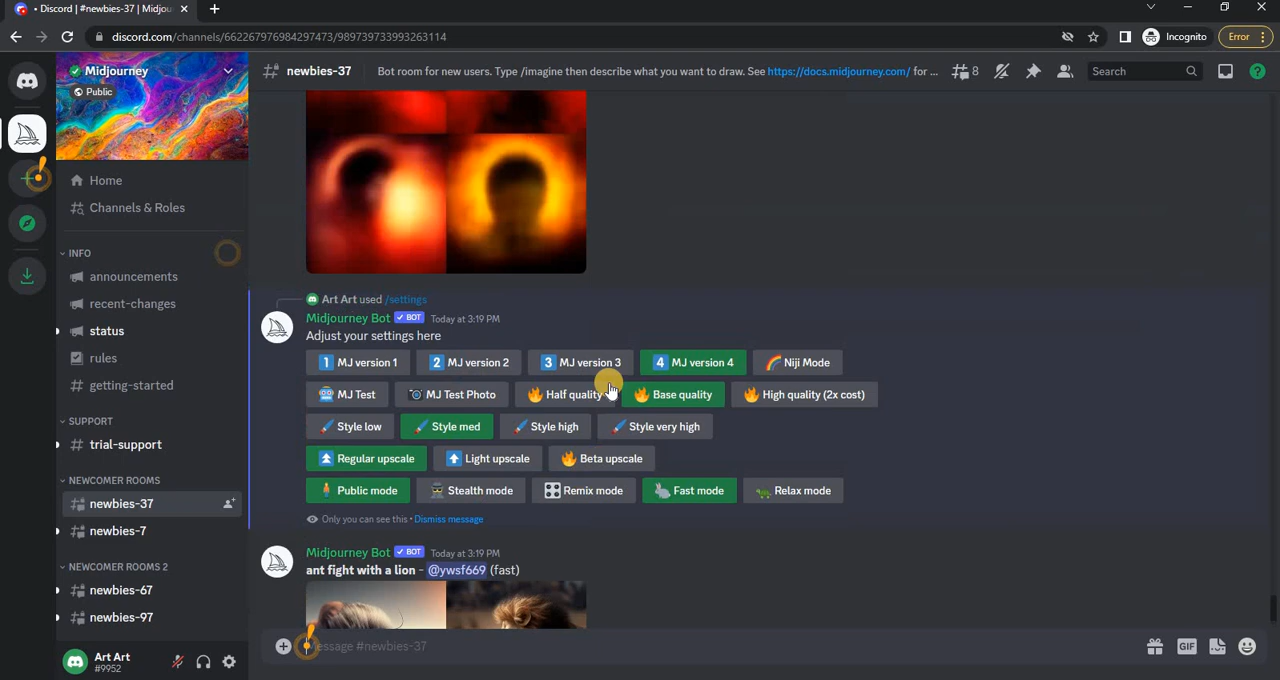 • Discord | #newbies-37 | Midjou
discord.com/channels/662267976984297473/989739733993263114
Incognito
Error
Midjourney
Public
# newbies-37
Bot room for new users. Type /imagine then describe what you want to draw. See https://docs.midjourney.com/ for ...
8
Search
Home
Channels & Roles
INFO
announcements
recent-changes
status
rules
# getting-started
SUPPORT
# trial-support
NEWCOMER ROOMS
newbies-37
newbies-7
NEWCOMER ROOMS 2
newbies-67
newbies-97
Art Art
#9952
Art Art used /settings
Midjourney Bot ✓ BOT Today at 3:19 PM
Adjust your settings here
1 MJ version 1
2 MJ version 2
3 MJ version 3
4 MJ version 4
Niji Mode
MJ Test
MJ Test Photo
Half quality
Base quality
High quality (2x cost)
Style low
Style med
Style high
Style very high
Regular upscale
Light upscale
Beta upscale
Public mode
Stealth mode
Remix mode
Fast mode
Relax mode
Only you can see this • Dismiss message
Midjourney Bot ✓ BOT Today at 3:19 PM
ant fight with a lion - @ywsf669 (fast)
essage #newbies-37
GIF